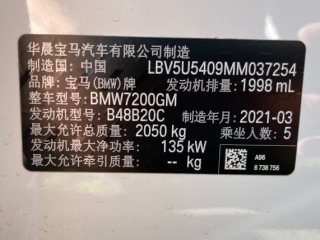 华晨宝马汽车有限公司制造
制造国: 中国 LBV5U5409MM037254
品牌: 宝马(BMW)牌 发动机排量: 1998 mL
整车型号: BMW7200GM
发动机型号: B48B20C 制造年月: 2021-03
最大允许总质量: 2050 kg 乘坐人数: 5
发动机最大净功率: 135 kW
最大允许牵引质量: -- kg
A96
8 738 756